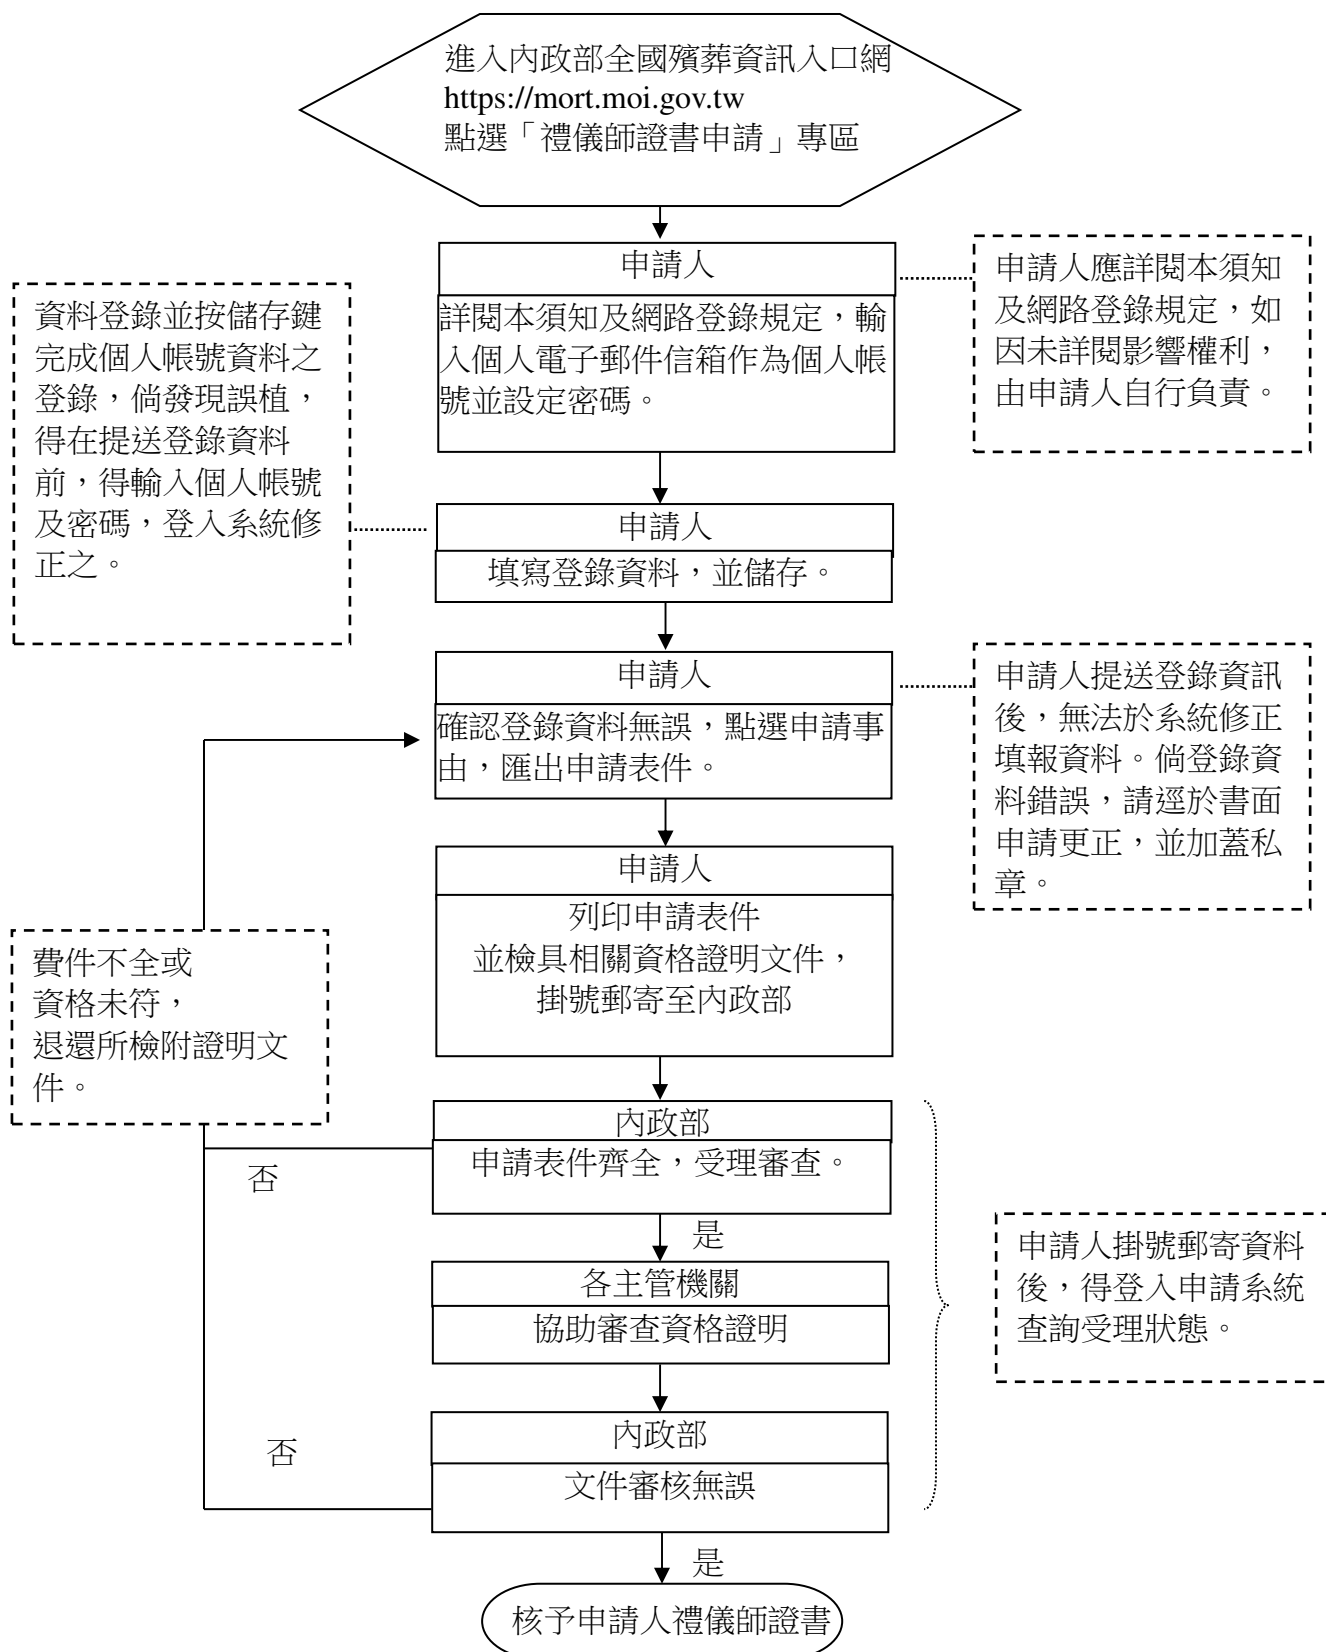 進入內政部全國殯葬資訊入口網
https://mort.moi.gov.tw
點選「禮儀師證書申請」專區
申請人
詳閱本須知及網路登錄規定，輸
入個人電子郵件信箱作為個人帳
號並設定密碼。
申請人應詳閱本須知
及網路登錄規定，如
因未詳閱影響權利，
由申請人自行負責。
資料登錄並按儲存鍵
完成個人帳號資料之
登錄，倘發現誤植，
得在提送登錄資料
前，得輸入個人帳號
及密碼，登入系統修
正之。
申請人
填寫登錄資料，並儲存。
申請人
確認登錄資料無誤，點選申請事
由，匯出申請表件。
申請人提送登錄資訊
後，無法於系統修正
填報資料。倘登錄資
料錯誤，請逕於書面
申請更正，並加蓋私
章。
申請人
列印申請表件
並檢具相關資格證明文件，
掛號郵寄至內政部
費件不全或
資格未符，
退還所檢附證明文
件。
內政部
申請表件齊全，受理審查。
否
是
各主管機關
協助審查資格證明
申請人掛號郵寄資料
後，得登入申請系統
查詢受理狀態。
內政部
文件審核無誤
否
是
核予申請人禮儀師證書